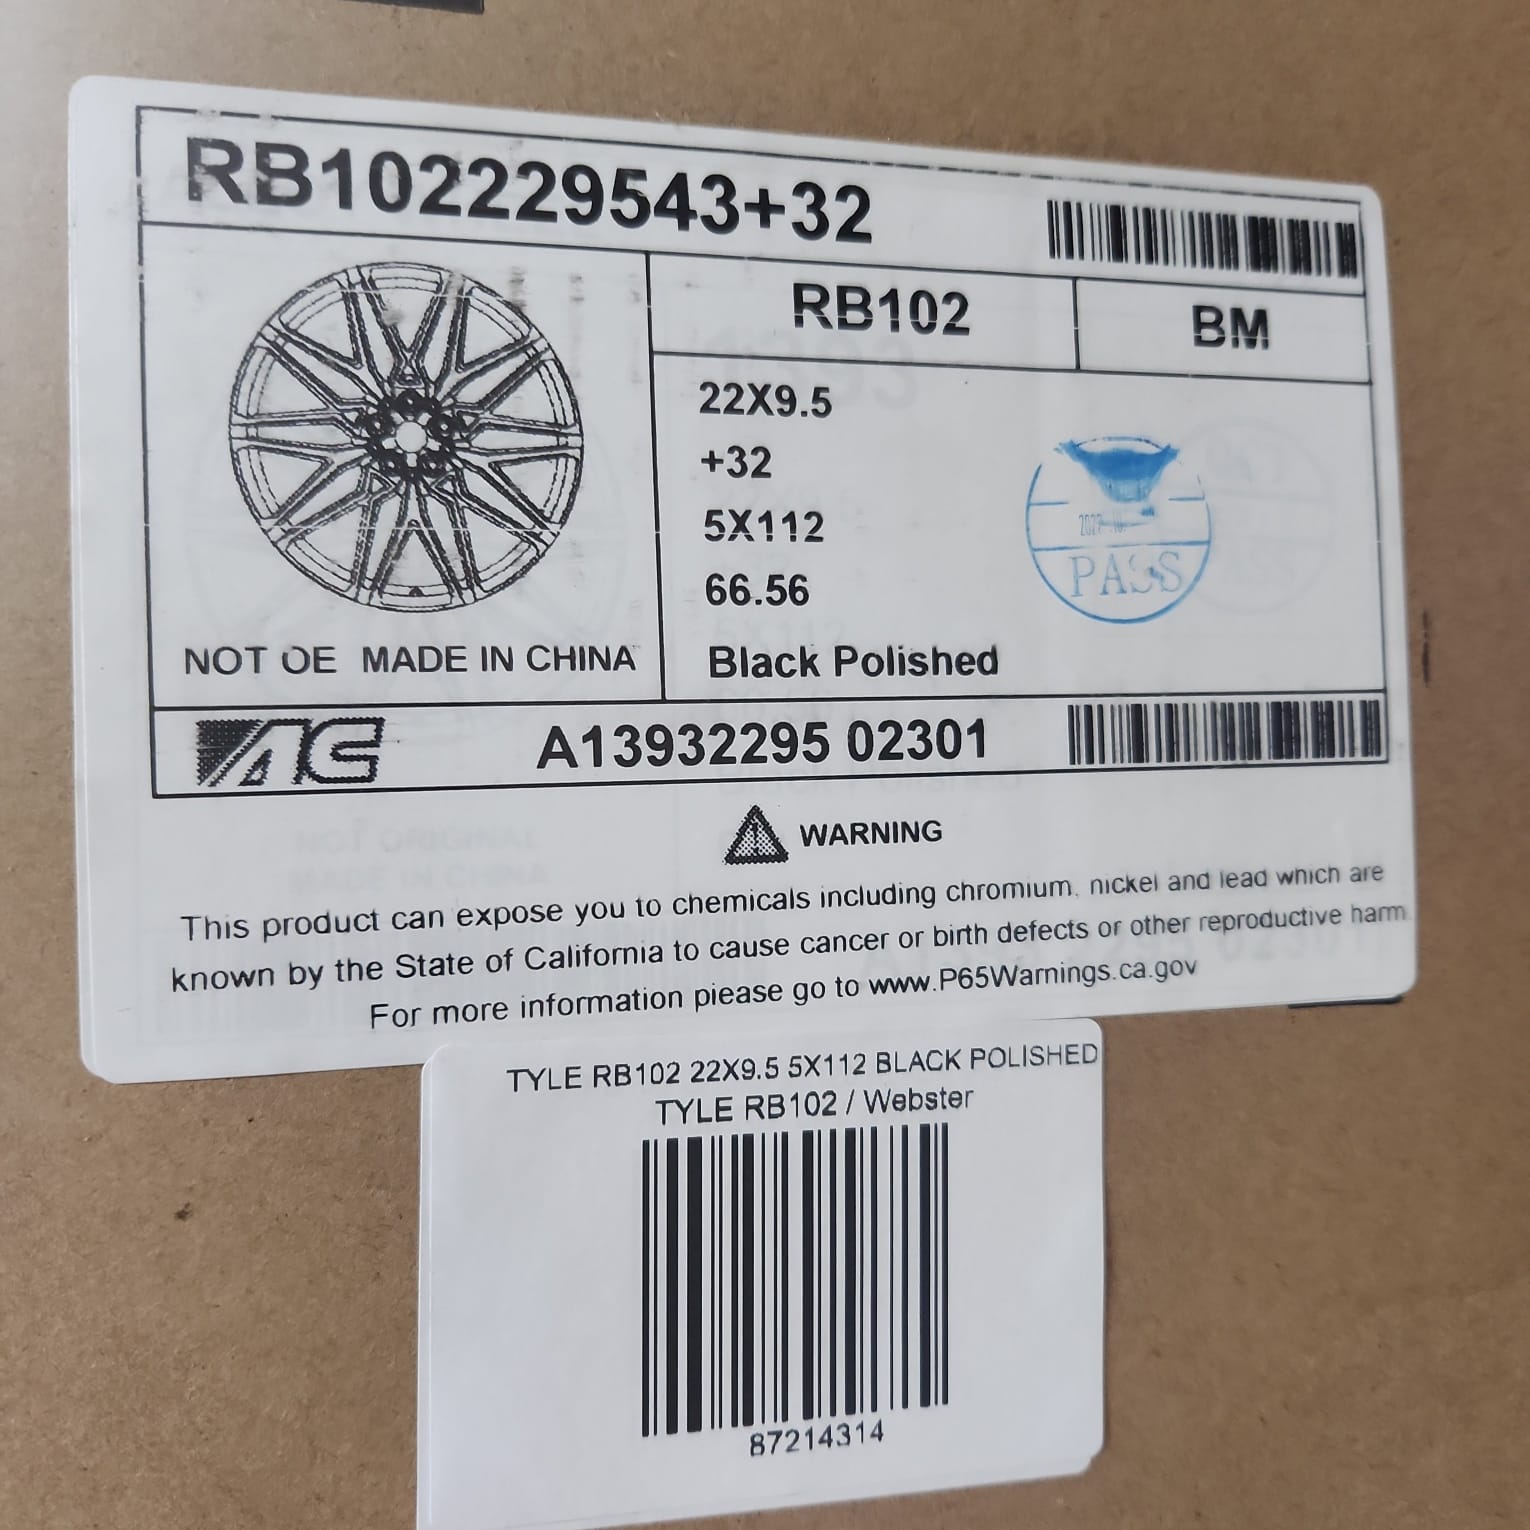 RB102229543+32
RB102
BM
22X9.5
+32
5X112
66.56
Black Polished
PASS
NOT OE MADE IN CHINA
AC
A13932295 02301
WARNING
This product can expose you to chemicals including chromium, nickel and lead which are
known by the State of California to cause cancer or birth defects or other reproductive harm
For more information piease go to www.P65Warnings.ca.gov
TYLE RB102 22X9.5 5X112 BLACK POLISHED
TYLE RB102 / Webster
87214314